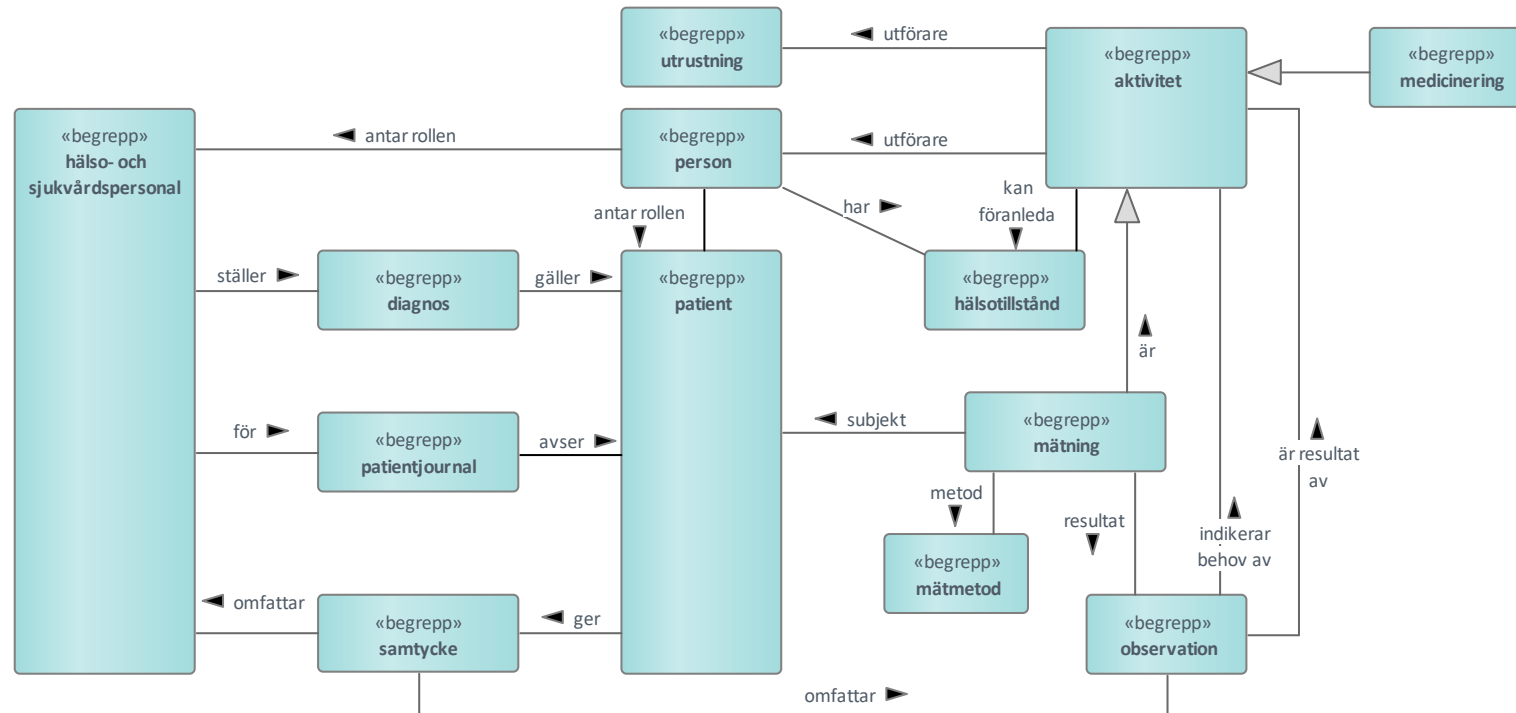 «begrepp»
utrustning
utförare
«begrepp»
aktivitet
«begrepp»
medicinering
«begrepp»
hälso- och
sjukvårdspersonal
antar rollen
«begrepp»
person
utförare
antar rollen
har
kan
föranleda
ställer
«begrepp»
diagnos
gäller
«begrepp»
patient
«begrepp»
hälsotillstånd
är
för
«begrepp»
patientjournal
avser
subjekt
«begrepp»
mätning
är resultat
av
metod
resultat
indikerar
behov av
«begrepp»
mätmetod
omfattar
«begrepp»
samtycke
ger
«begrepp»
observation
omfattar